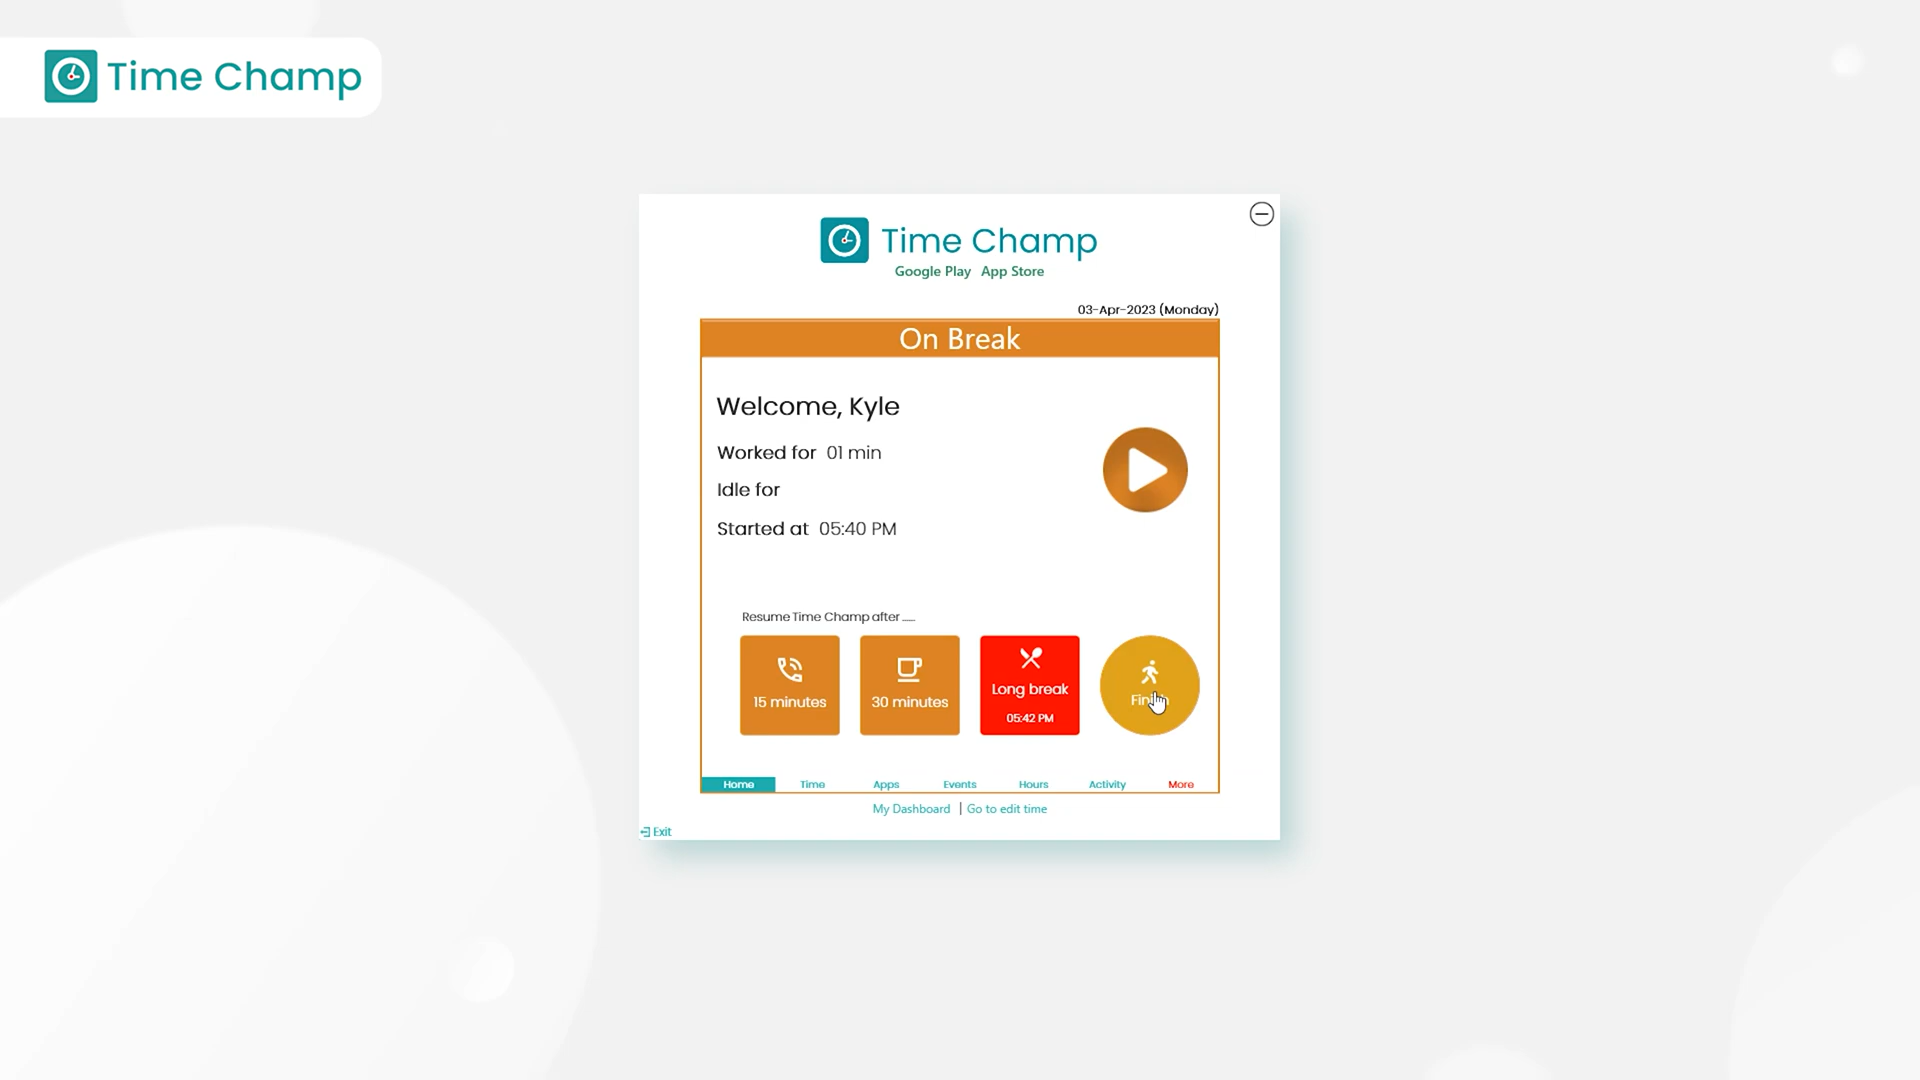 Time Champ
Time Champ
Google Play App Store
03-Apr-2023 (Monday)
On Break
Welcome, Kyle
Worked for 01 min
Idle for
Started at 05:40 PM
Resume Time Champ after ......
15 minutes
30 minutes
Long break
05:42 PM
Home Time Apps Events Hours Activity More
My Dashboard | Go to edit time
Exit